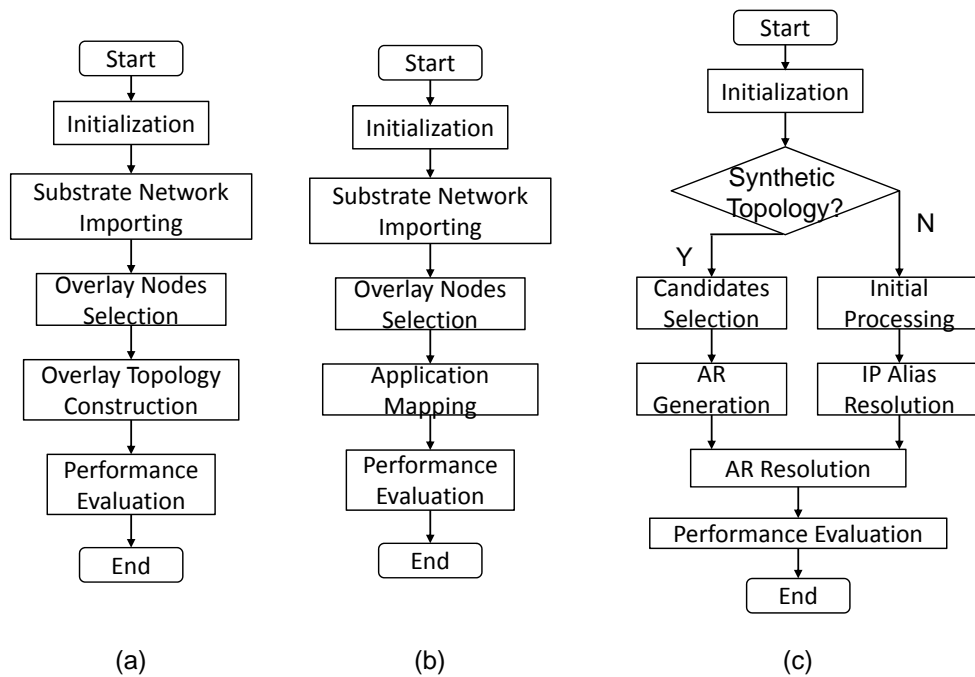 Start
Initialization
Substrate Network
Importing
Overlay Nodes
Selection
Overlay Topology
Construction
Performance
Evaluation
End
(a)
Start
Initialization
Substrate Network
Importing
Overlay Nodes
Selection
Application
Mapping
Performance
Evaluation
End
(b)
Start
Initialization
Synthetic
Topology?
Y
N
Candidates
Selection
Initial
Processing
AR
Generation
IP Alias
Resolution
AR Resolution
Performance Evaluation
End
(c)